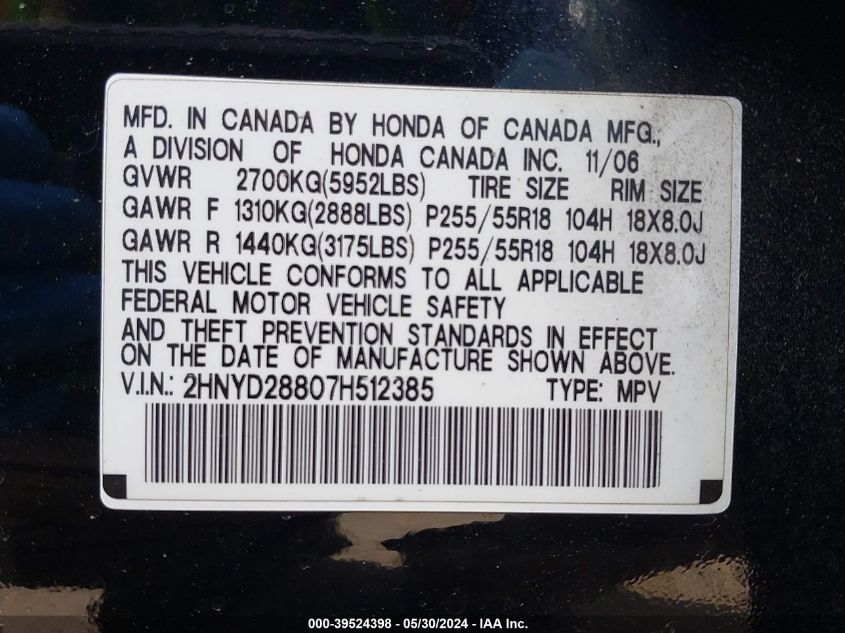 MFD. IN CANADA BY HONDA OF CANADA MFG.,
A DIVISION OF HONDA CANADA INC. 11/06
GVWR 2700KG(5952LBS) TIRE SIZE RIM SIZE
GAWR F 1310KG(2888LBS) P255/55R18 104H 18X8.0J
GAWR R 1440KG(3175LBS) P255/55R18 104H 18X8.0J
THIS VEHICLE CONFORMS TO ALL APPLICABLE
FEDERAL MOTOR VEHICLE SAFETY
AND THEFT PREVENTION STANDARDS IN EFFECT
ON THE DATE OF MANUFACTURE SHOWN ABOVE.
V.I.N.: 2HNYD28807H512385 TYPE: MPV
000-39524398 - 05/30/2024 - IAA Inc.